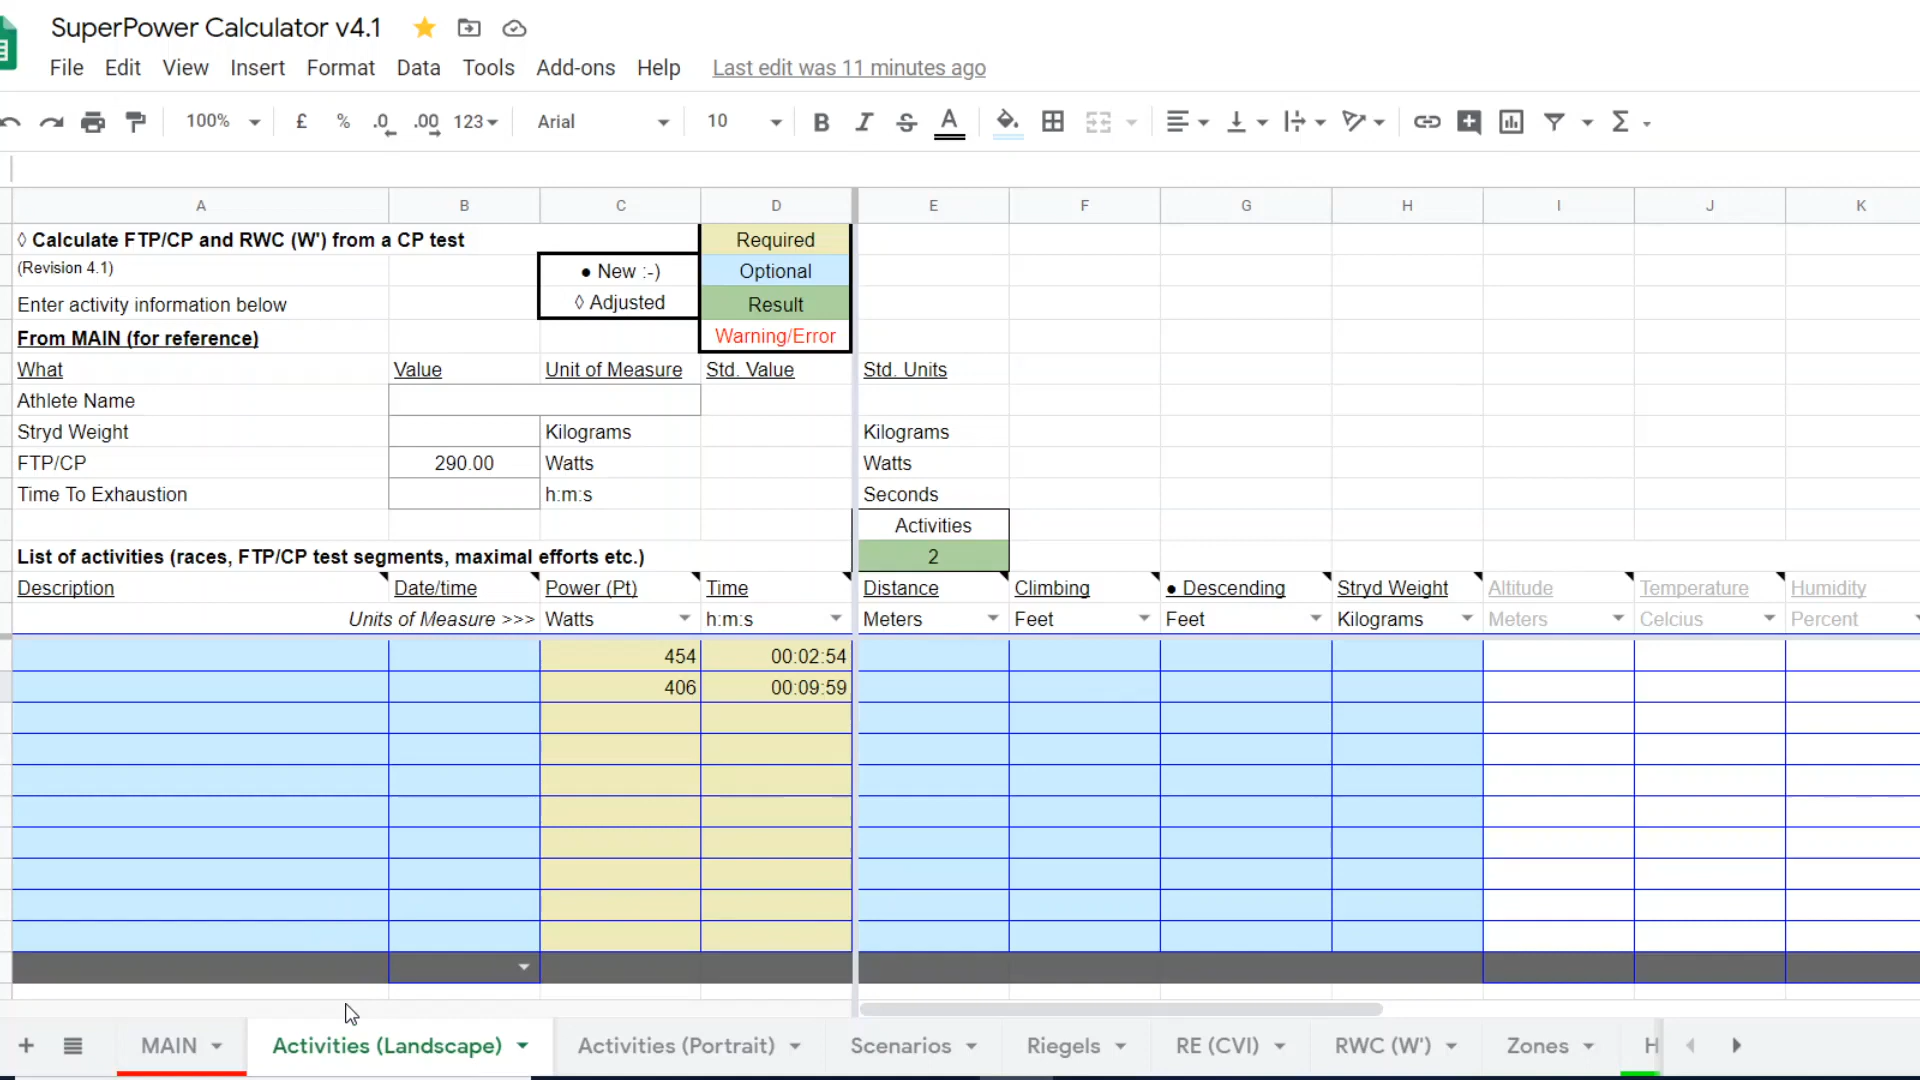 SuperPower Calculator v4.1
File Edit View Insert Format Data Tools Add-ons Help Last edit was 11 minutes ago
100% £ % .0 .00 123 Arial 10 B I S A Σ
A B C D E F G H I J K
◊ Calculate FTP/CP and RWC (W') from a CP test Required
(Revision 4.1) ● New :-) Optional
Enter activity information below ◊ Adjusted Result
From MAIN (for reference) Warning/Error
What Value Unit of Measure Std. Value Std. Units
Athlete Name
Stryd Weight Kilograms Kilograms
FTP/CP 290.00 Watts Watts
Time To Exhaustion h:m:s Seconds
Activities
List of activities (races, FTP/CP test segments, maximal efforts etc.) 2
Description Date/time Power (Pt) Time Distance Climbing ● Descending Stryd Weight Altitude Temperature Humidity
Units of Measure >>> Watts h:m:s Meters Feet Feet Kilograms Meters Celcius Percent
454 00:02:54
406 00:09:59
MAIN Activities (Landscape) Activities (Portrait) Scenarios Riegels RE (CVI) RWC (W') Zones H